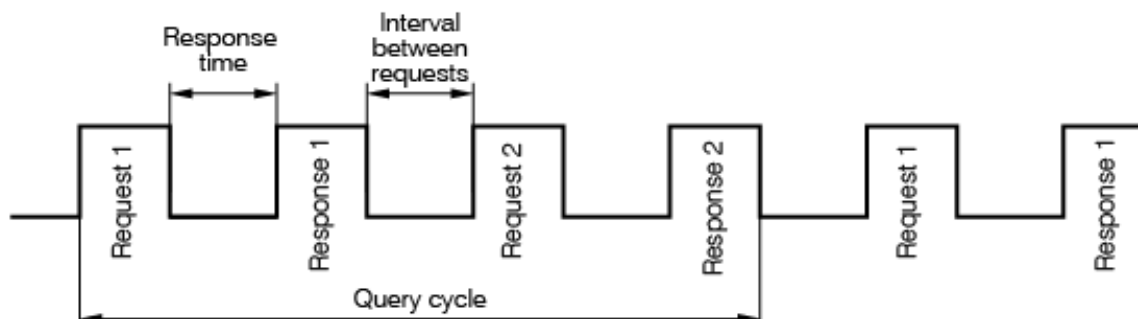 Response
time
Interval
between
requests
Request 1
Response 1
Request 2
Response 2
Request 1
Response 1
Query cycle